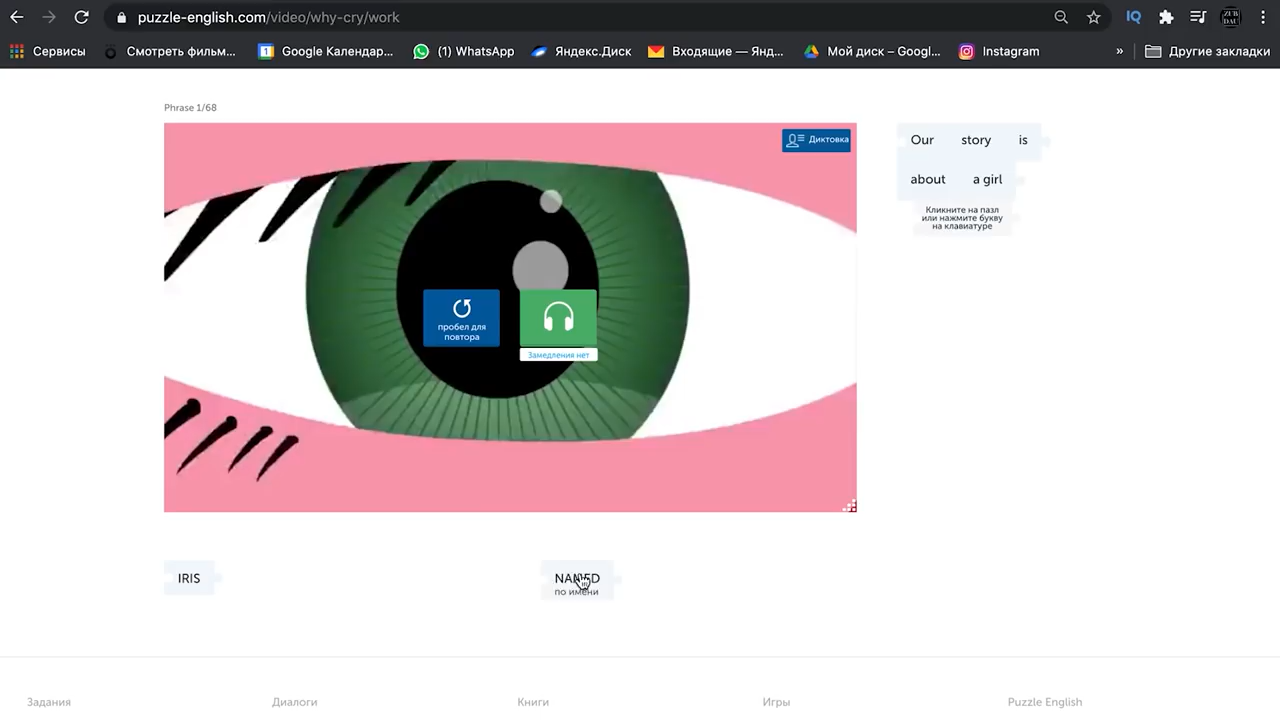 puzzle-english.com/video/why-cry/work
Сервисы
Смотреть фильм...
Google Календар...
(1) WhatsApp
Яндекс.Диск
Входящие — Янд...
Мой диск – Googl...
Instagram
»
Другие закладки
Phrase 1/68
Диктовка
Our story is
about a girl
Кликните на пазл
или нажмите букву
на клавиатуре
пробел для
повтора
Замедления нет
IRIS
NAMED
по имени
Задания
Диалоги
Книги
Игры
Puzzle English